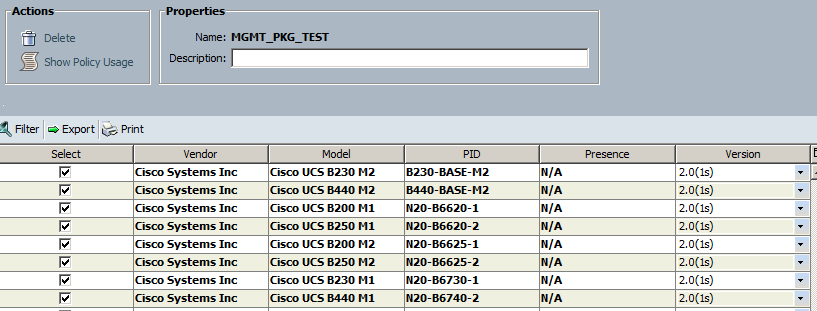 Actions
Delete
Show Policy Usage
Properties
Name: MGMT_PKG_TEST
Description:
Filter Export Print
Select Vendor Model PID Presence Version
Cisco Systems Inc Cisco UCS B230 M2 B230-BASE-M2 N/A 2.0(1s)
Cisco Systems Inc Cisco UCS B440 M2 B440-BASE-M2 N/A 2.0(1s)
Cisco Systems Inc Cisco UCS B200 M1 N20-B6620-1 N/A 2.0(1s)
Cisco Systems Inc Cisco UCS B250 M1 N20-B6620-2 N/A 2.0(1s)
Cisco Systems Inc Cisco UCS B200 M2 N20-B6625-1 N/A 2.0(1s)
Cisco Systems Inc Cisco UCS B250 M2 N20-B6625-2 N/A 2.0(1s)
Cisco Systems Inc Cisco UCS B230 M1 N20-B6730-1 N/A 2.0(1s)
Cisco Systems Inc Cisco UCS B440 M1 N20-B6740-2 N/A 2.0(1s)